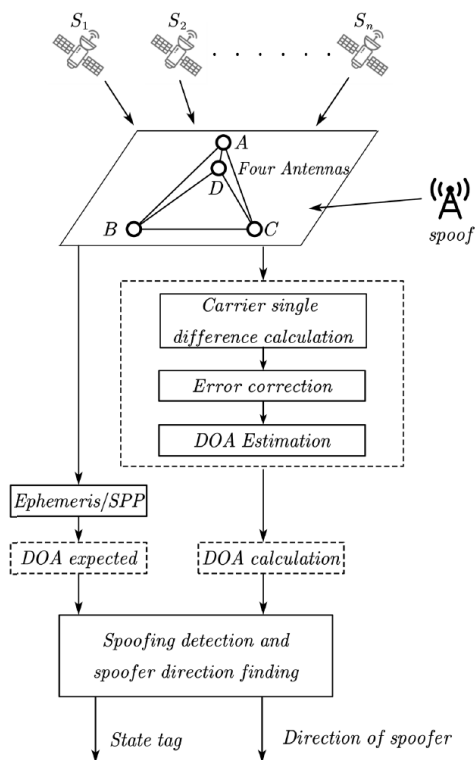 S1
S2
Sn
A
Four Antennas
D
B
C
spoof
Carrier single
difference calculation
Error correction
DOA Estimation
Ephemeris/SPP
DOA expected
DOA calculation
Spoofing detection and
spoofer direction finding
State tag
Direction of spoofer